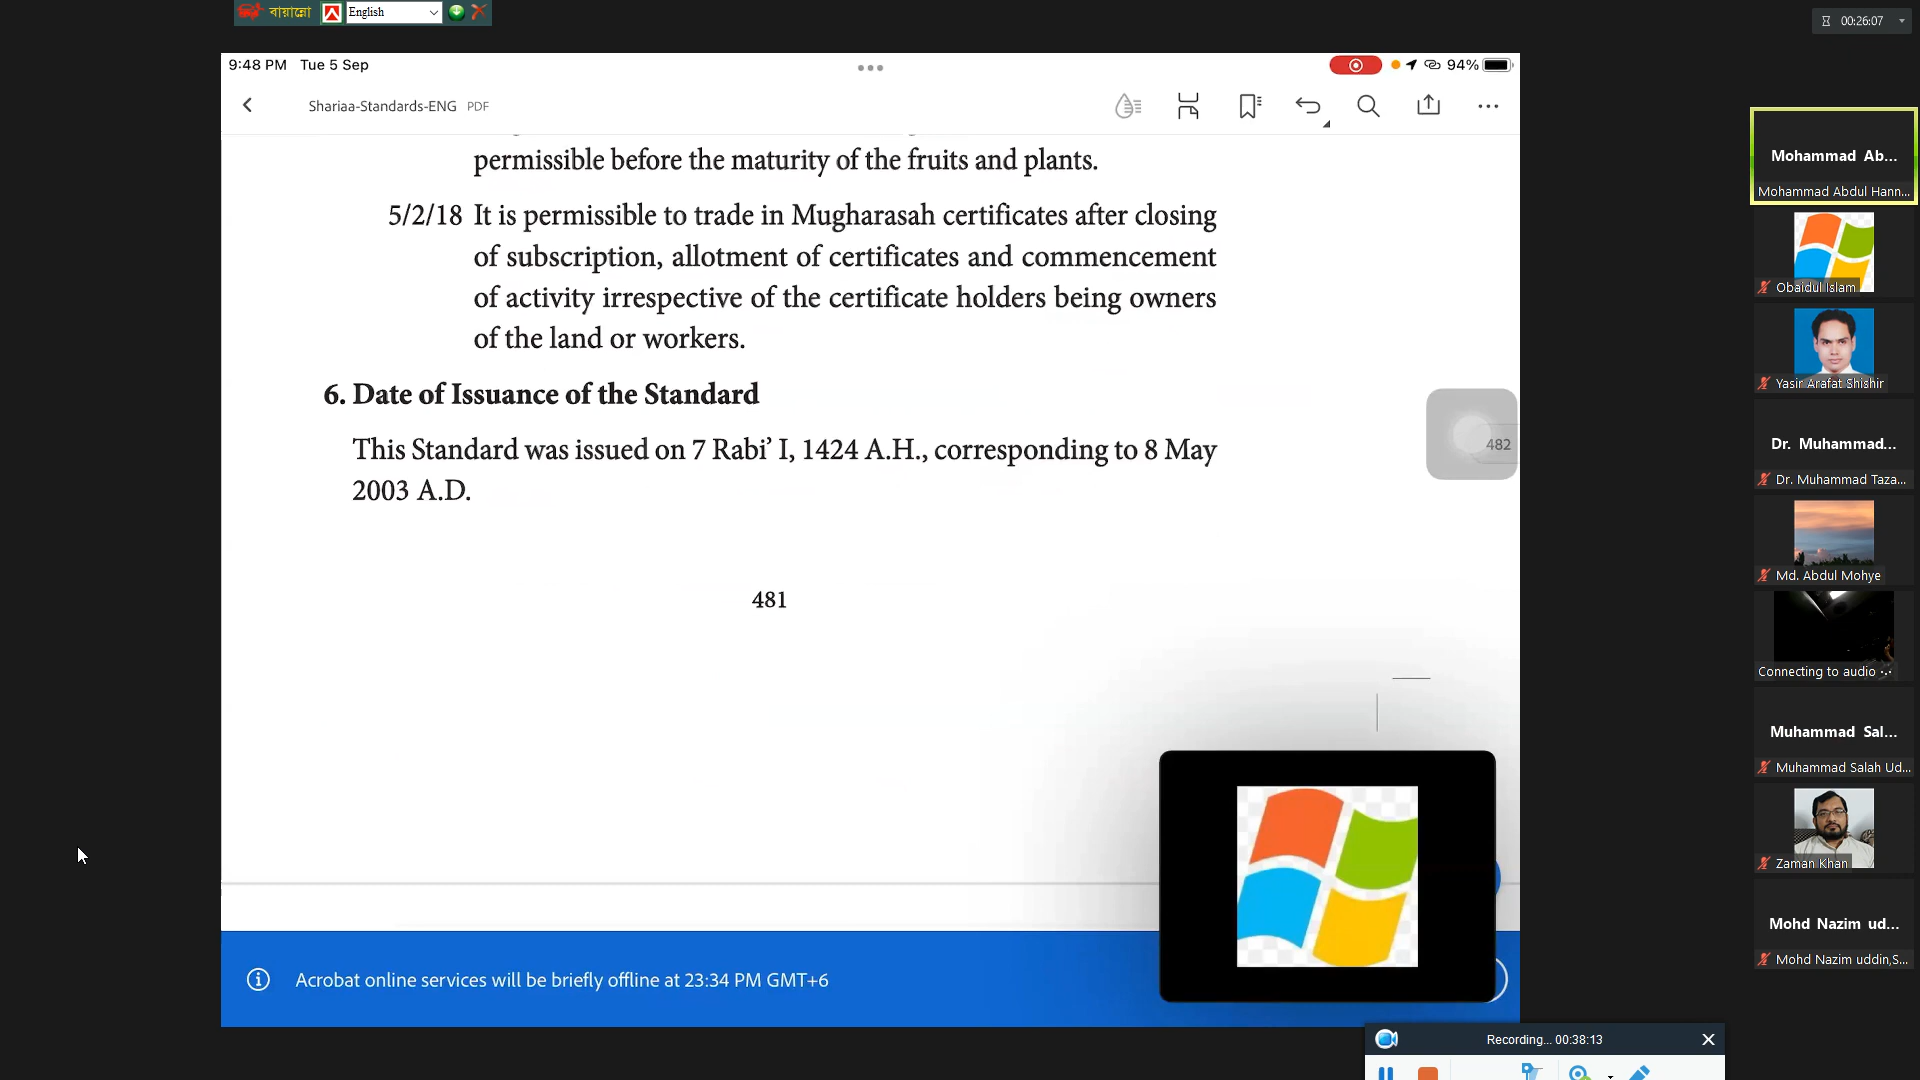 বায়ান্নো
English
00:26:07
9:48 PM Tue 5 Sep
94%
Shariaa-Standards-ENG PDF
permissible before the maturity of the fruits and plants.
5/2/18 It is permissible to trade in Mugharasah certificates after closing
of subscription, allotment of certificates and commencement
of activity irrespective of the certificate holders being owners
of the land or workers.
6. Date of Issuance of the Standard
This Standard was issued on 7 Rabi’ I, 1424 A.H., corresponding to 8 May
2003 A.D.
482
481
Acrobat online services will be briefly offline at 23:34 PM GMT+6
Mohammad Ab...
Mohammad Abdul Hann...
Obaidul Islam
Yasir Arafat Shishir
Dr. Muhammad...
Dr. Muhammad Taza...
Md. Abdul Mohye
Connecting to audio
Muhammad Sal...
Muhammad Salah Ud...
Zaman Khan
Mohd Nazim ud...
Mohd Nazim uddin,S...
Recording... 00:38:13